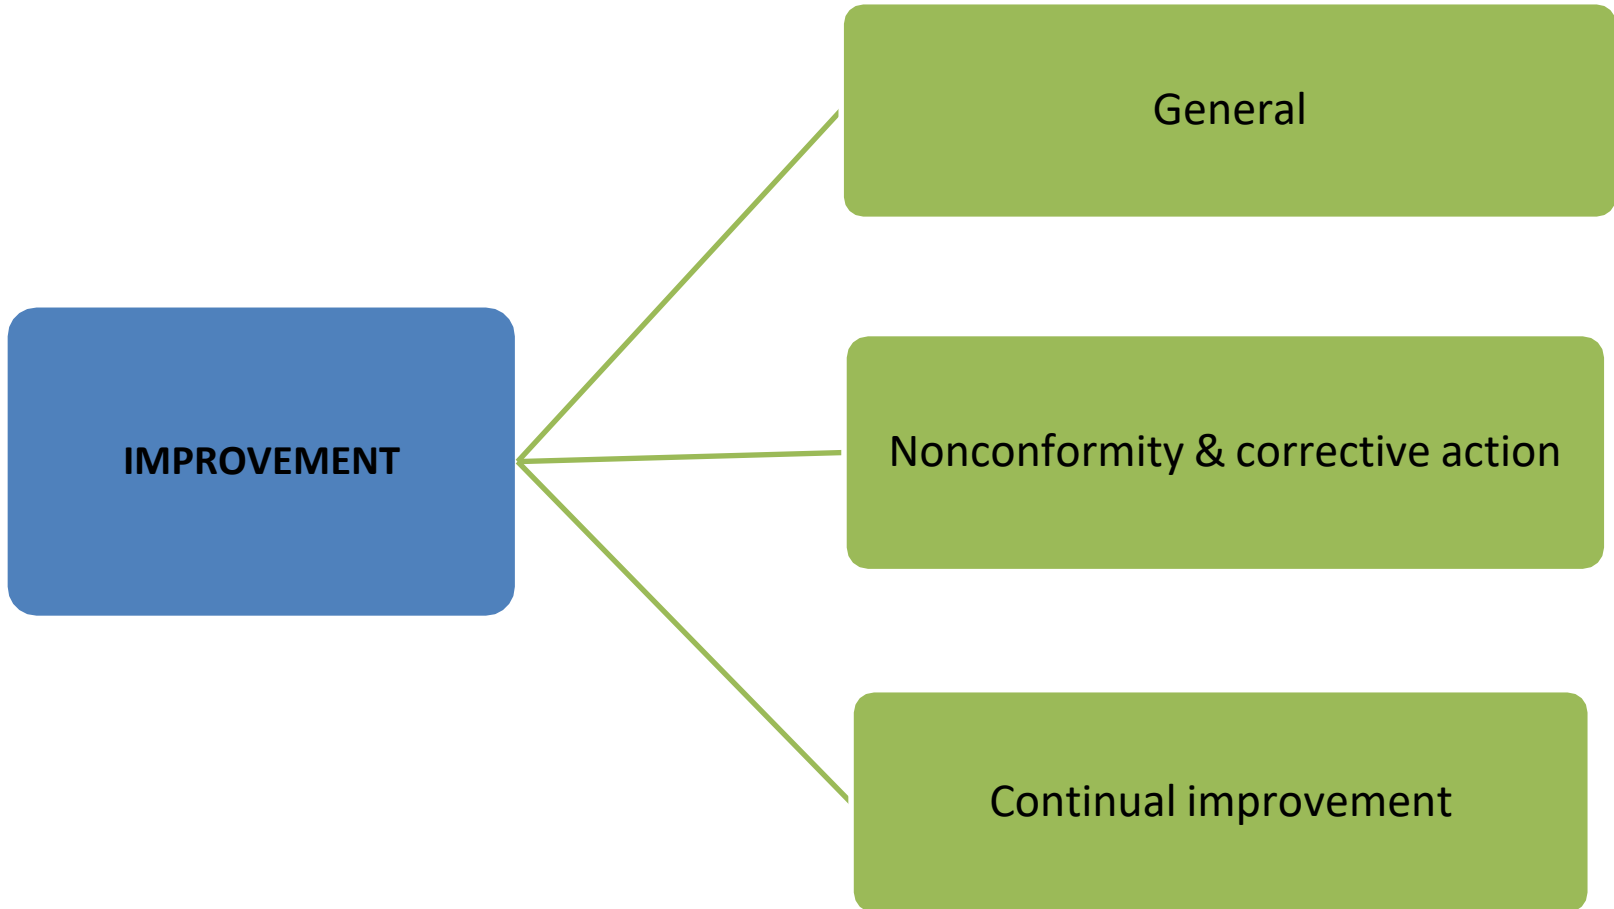 General
IMPROVEMENT
Nonconformity & corrective action
Continual improvement